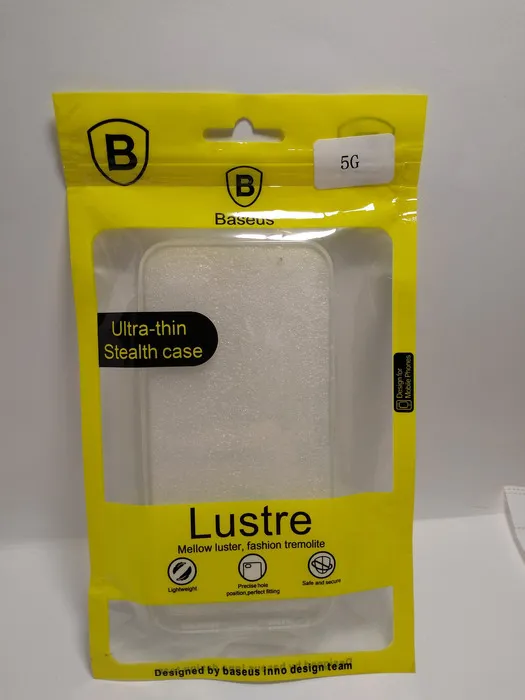 B
5G
B
Baseus
Ultra-thin
Stealth case
Design for
Mobile Phones
Lustre
Mellow luster, fashion tremolite
Lightweight
Precise hole
position,perfect fitting
Safe and secure
Designed by baseus inno design team